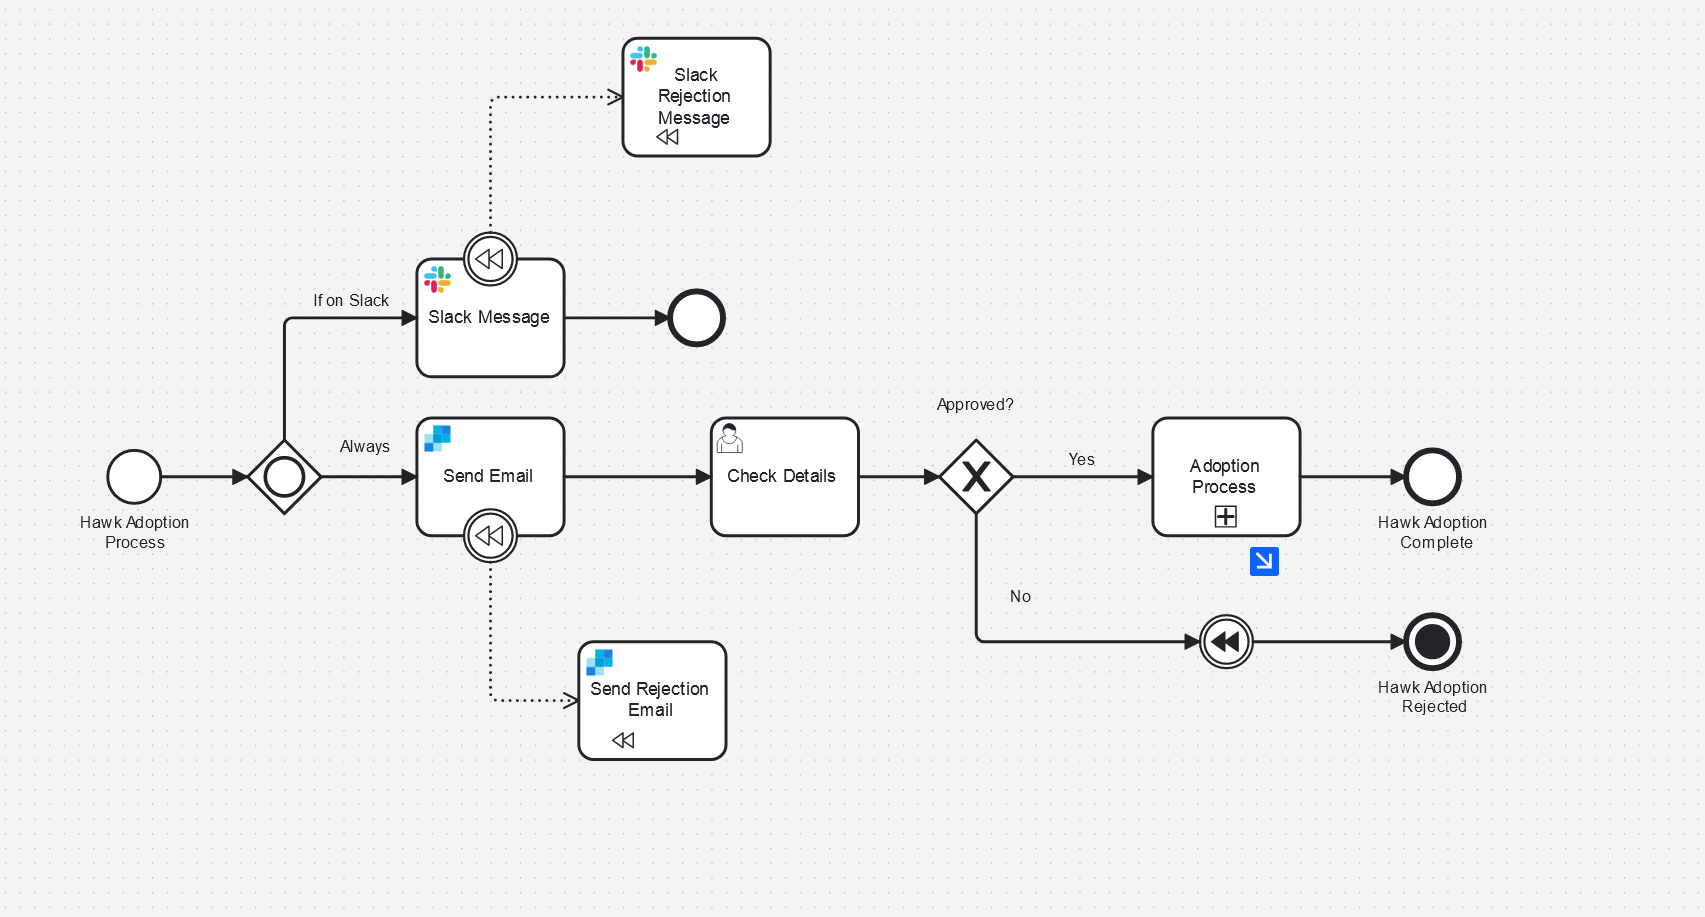 Slack
Rejection
Message
If on Slack
Slack Message
Always
Send Email
Check Details
Approved?
Yes
Adoption
Process
Hawk Adoption
Process
Hawk Adoption
Complete
No
Send Rejection
Email
Hawk Adoption
Rejected